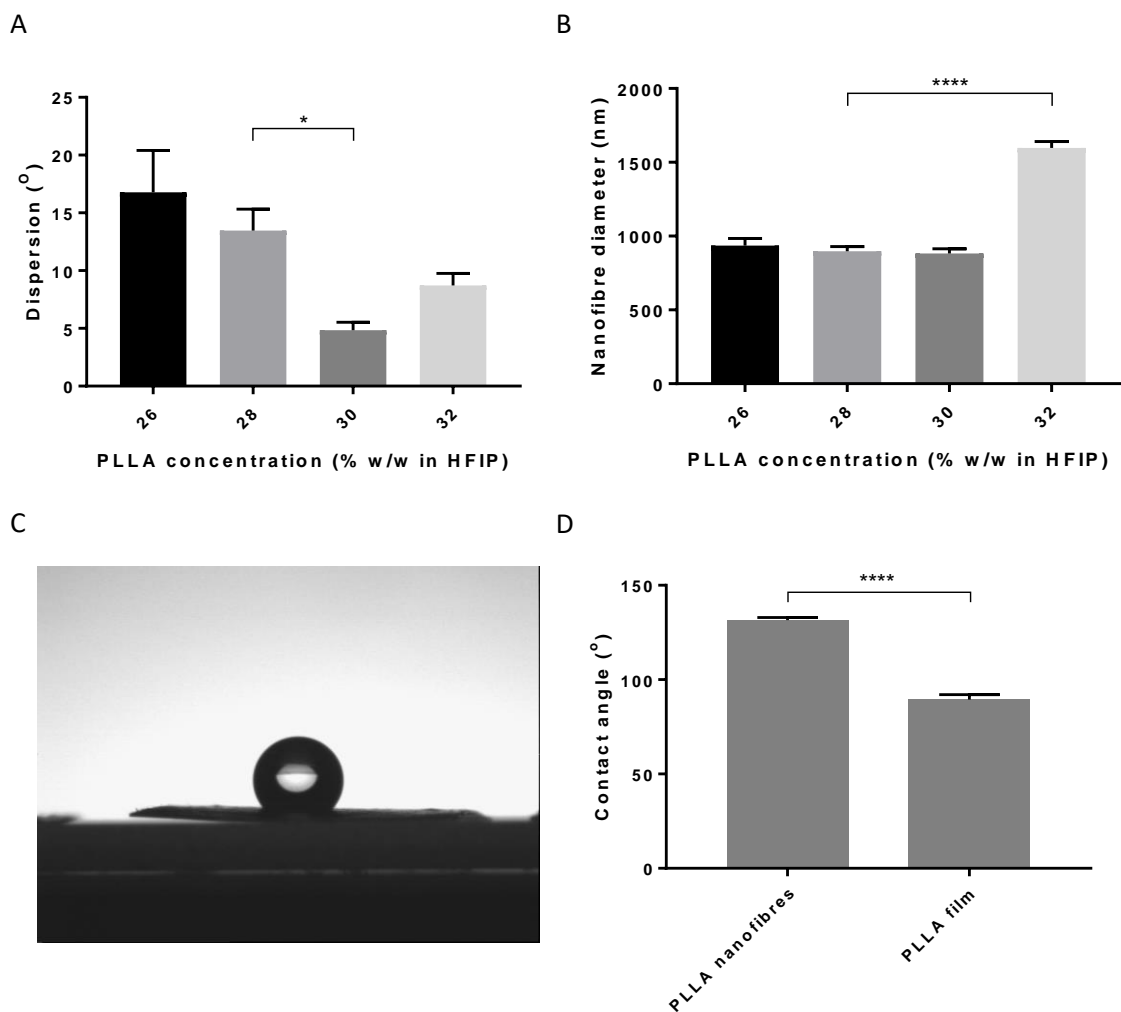 A
B
25
20
15
10
5
0
Dispersion (°)
*
26
28
30
32
PLLA concentration (% w/w in HFIP)
2000
1500
1000
500
0
Nanofibre diameter (nm)
****
26
28
30
32
PLLA concentration (% w/w in HFIP)
C
D
150
100
50
0
Contact angle (°)
****
PLLA nanofibres
PLLA film